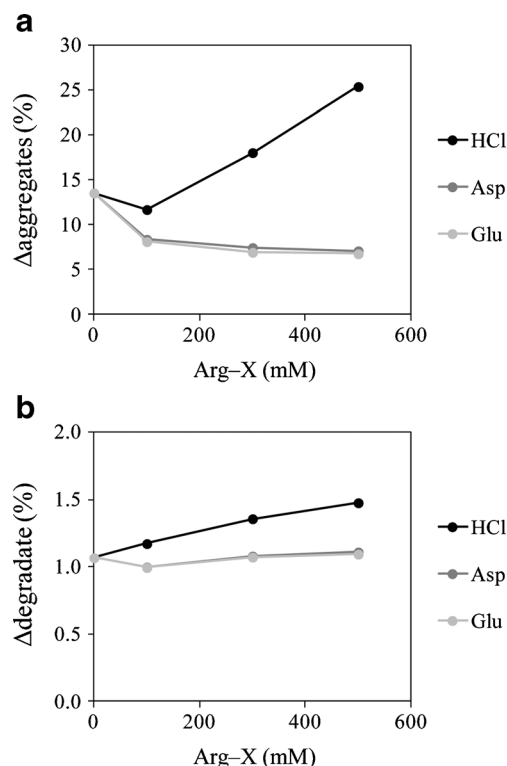 a
30
25
20
15
10
5
0
Δaggregates (%)
0 200 400 600
Arg–X (mM)
HCl
Asp
Glu
b
2.0
1.5
1.0
0.5
0.0
Δdegradate (%)
0 200 400 600
Arg–X (mM)
HCl
Asp
Glu